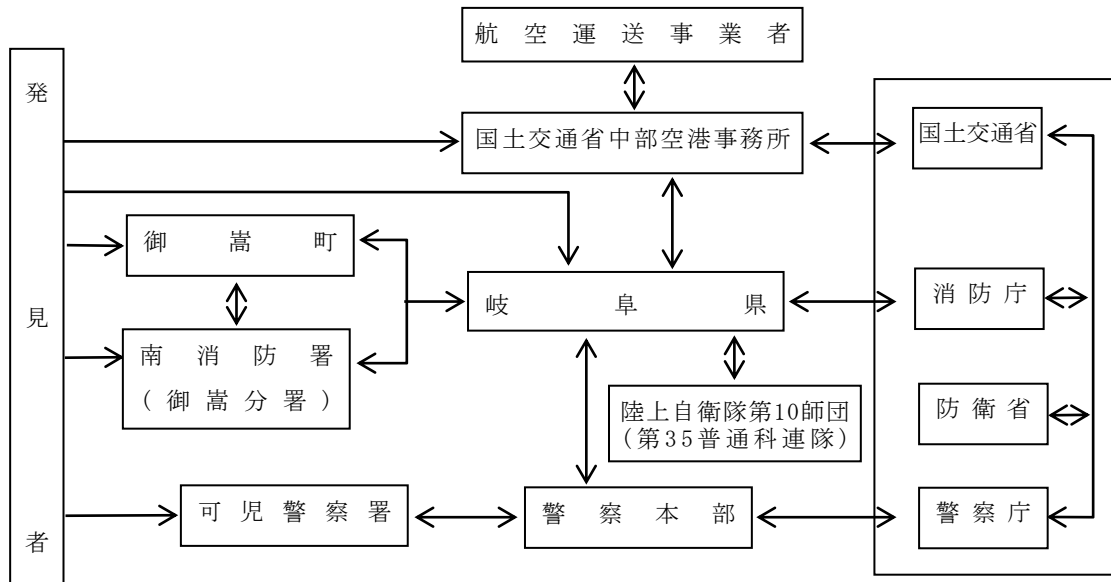 航空運送事業者
発見者
国土交通省中部空港事務所
国土交通省
御嵩町
岐阜県
消防庁
南消防署
(御嵩分署)
陸上自衛隊第10師団
(第35普通科連隊)
防衛省
可児警察署
警察本部
警察庁